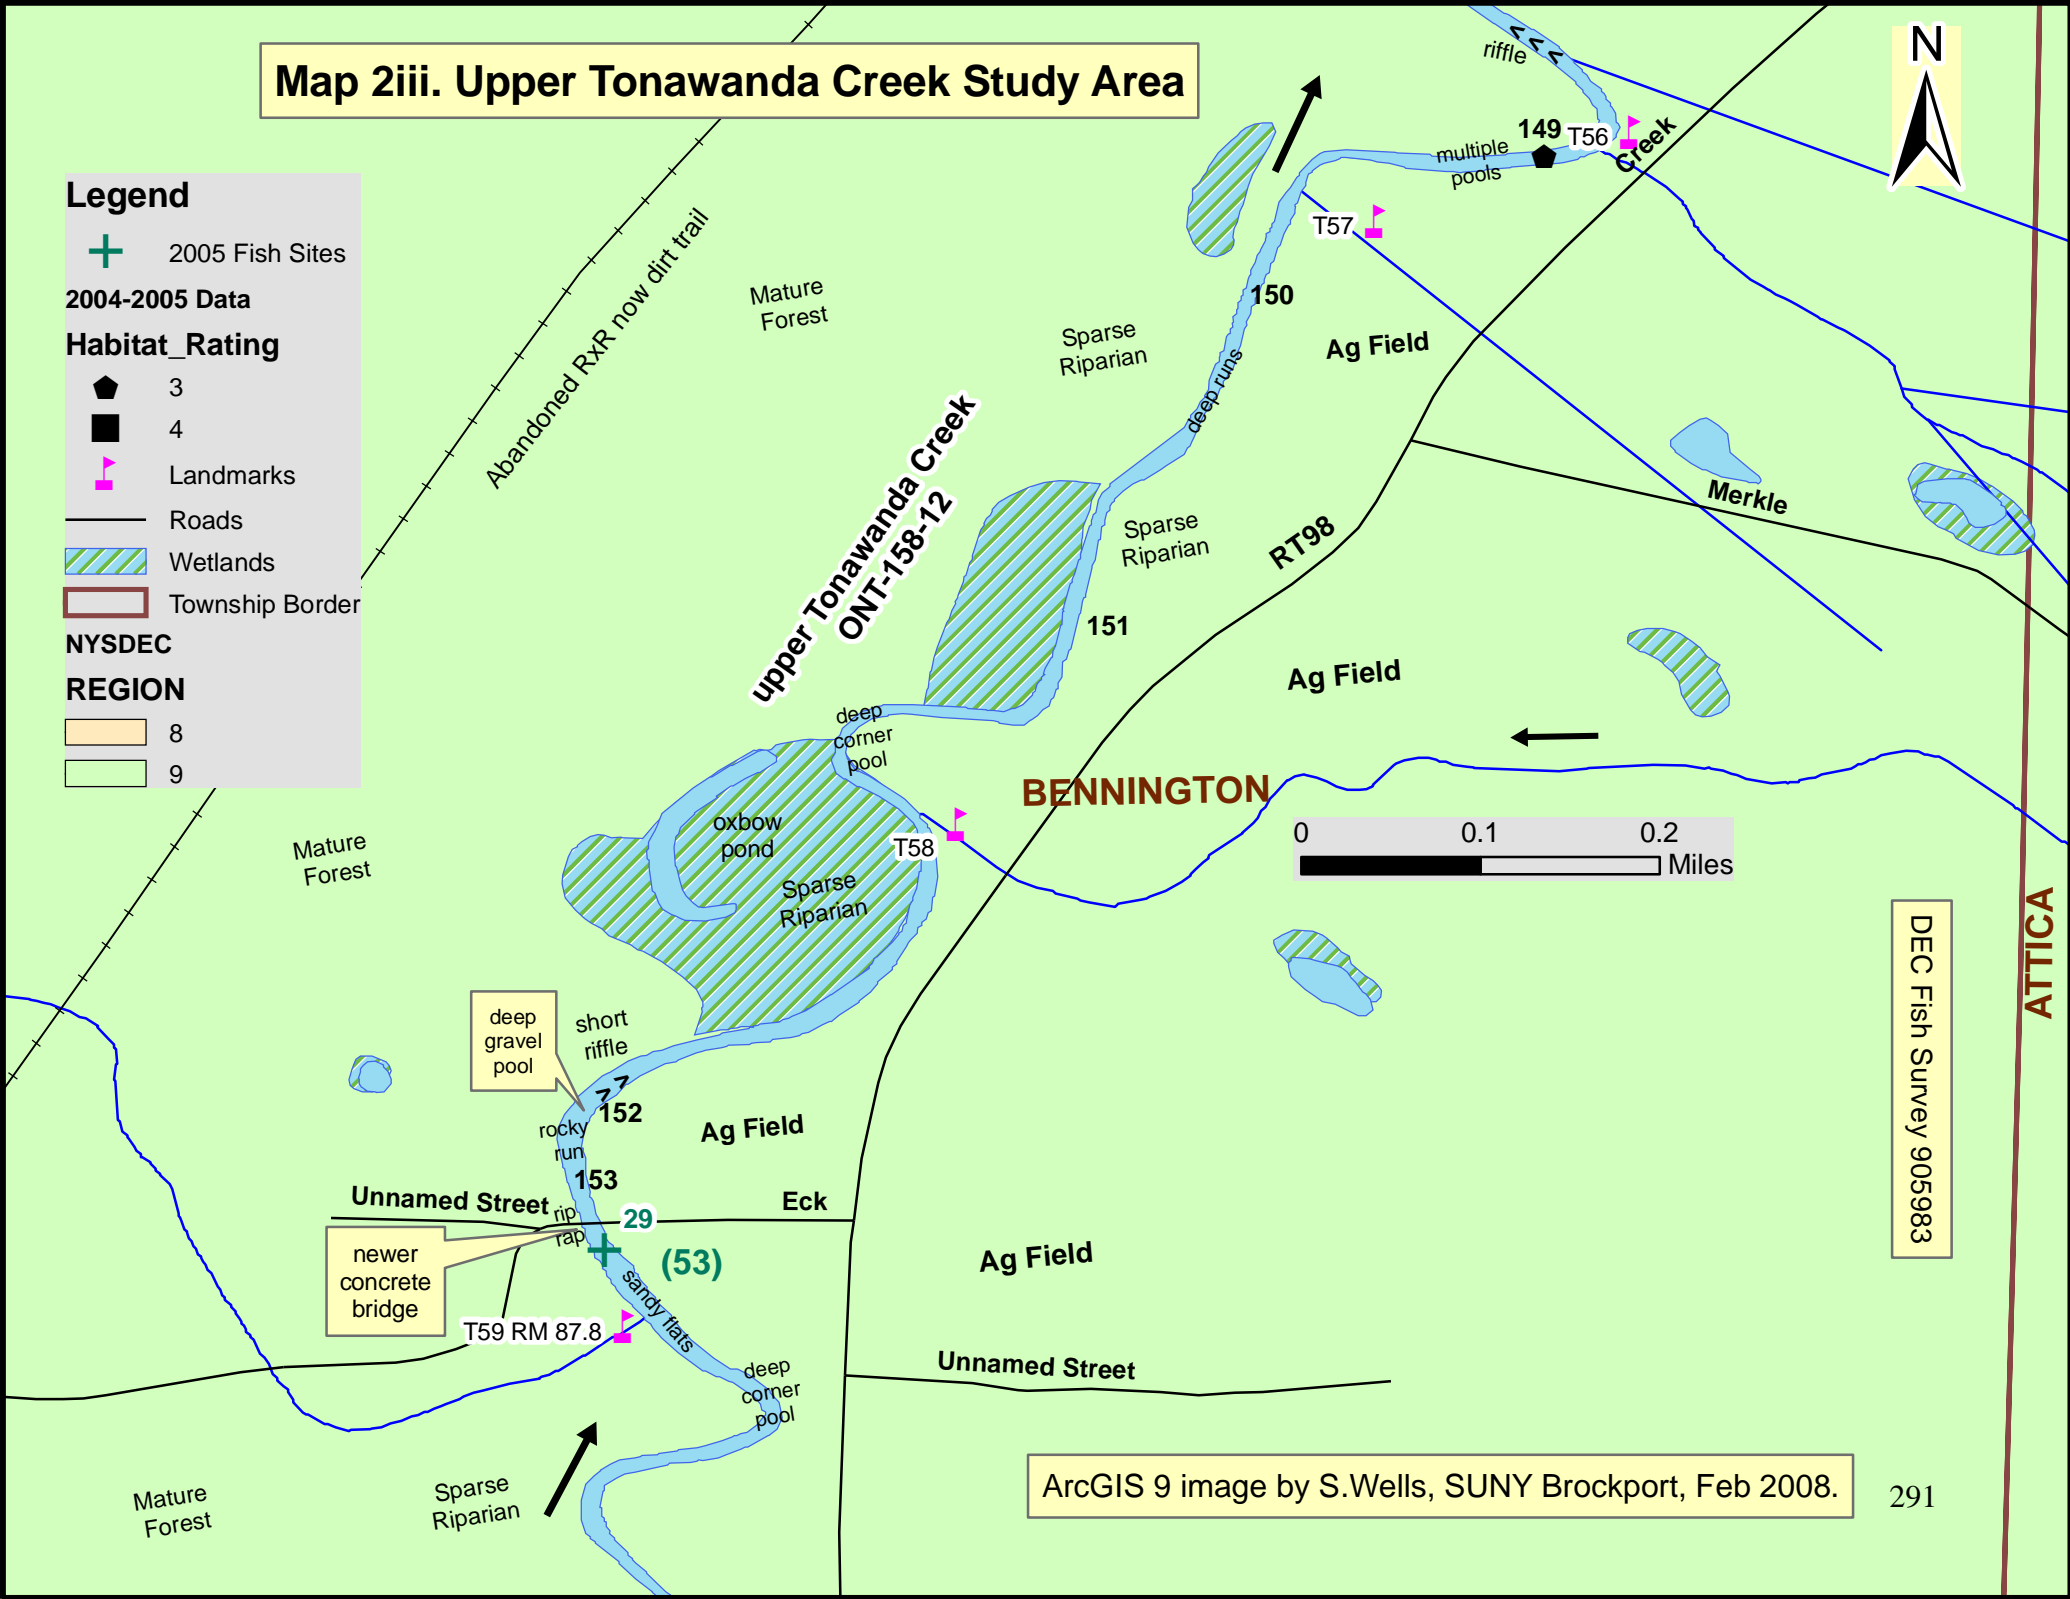 Map 2iii. Upper Tonawanda Creek Study Area
N
riffle
< < <
149
T56
Creek
multiple
pools
T57
Legend
2005 Fish Sites
2004-2005 Data
Habitat_Rating
3
4
Landmarks
Roads
Wetlands
Township Border
NYSDEC
REGION
8
9
Abandoned RxR now dirt trail
Mature
Forest
Sparse
Riparian
150
Ag Field
deep runs
upper Tonawanda Creek
ONT-158-12
Sparse
Riparian
RT98
Merkle
151
Ag Field
deep
corner
pool
BENNINGTON
0 0.1 0.2
Miles
oxbow
pond
T58
Mature
Forest
Sparse
Riparian
ATTICA
DEC Fish Survey 905983
deep
gravel
pool
short
riffle
> >
152
rocky
run
Ag Field
153
Unnamed Street
rip
rap
29
Eck
(53)
newer
concrete
bridge
sandy flats
Ag Field
T59 RM 87.8
deep
corner
pool
Unnamed Street
Mature
Forest
Sparse
Riparian
ArcGIS 9 image by S.Wells, SUNY Brockport, Feb 2008.
291